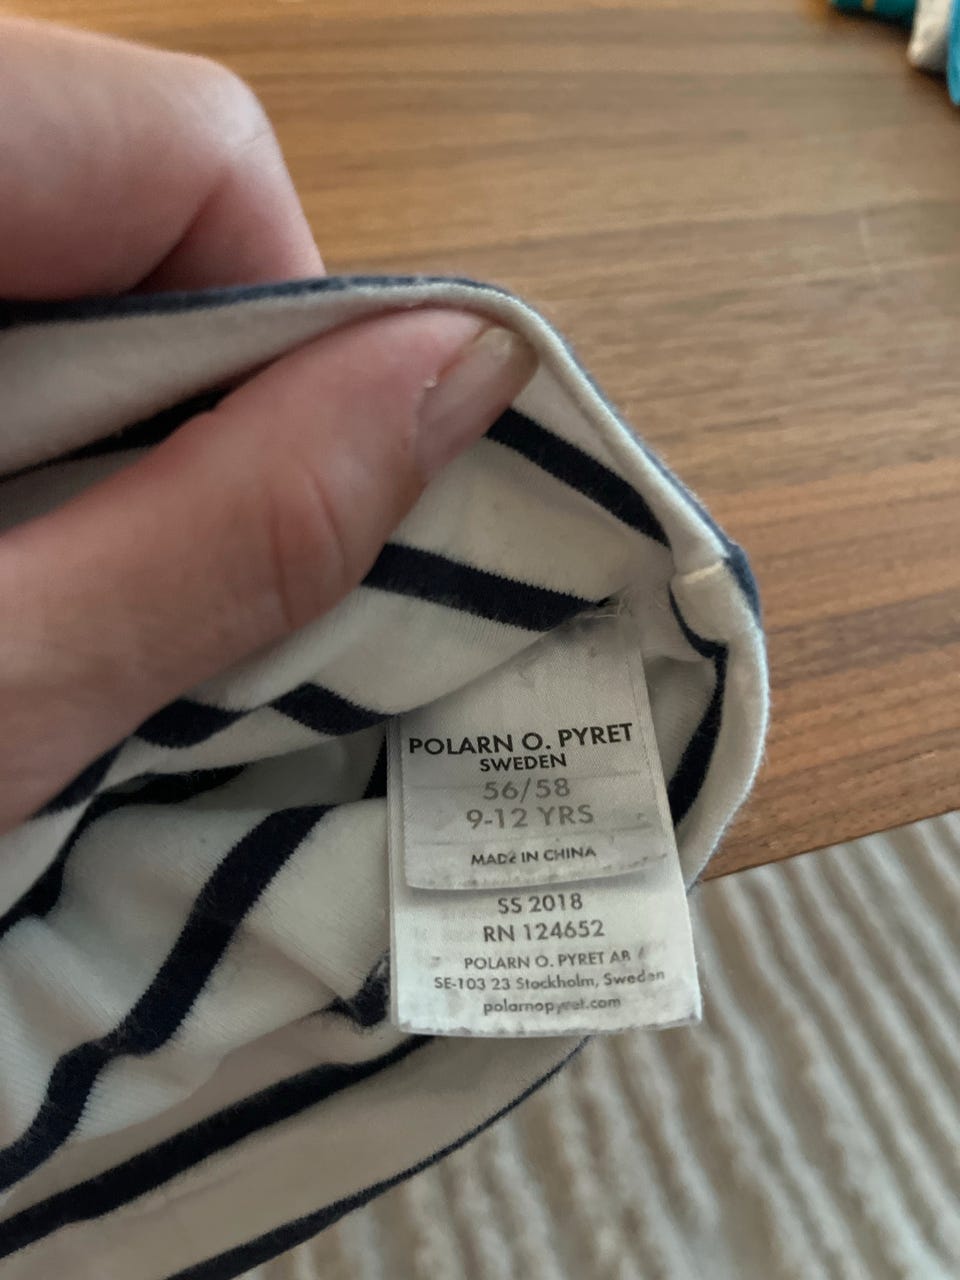 POLARN O. PYRET
SWEDEN
56/58
9-12 YRS
MADE IN CHINA
SS 2018
RN 124652
POLARN O. PYRET AB
SE-103 23 Stockholm, Sweden
polarnopyret.com